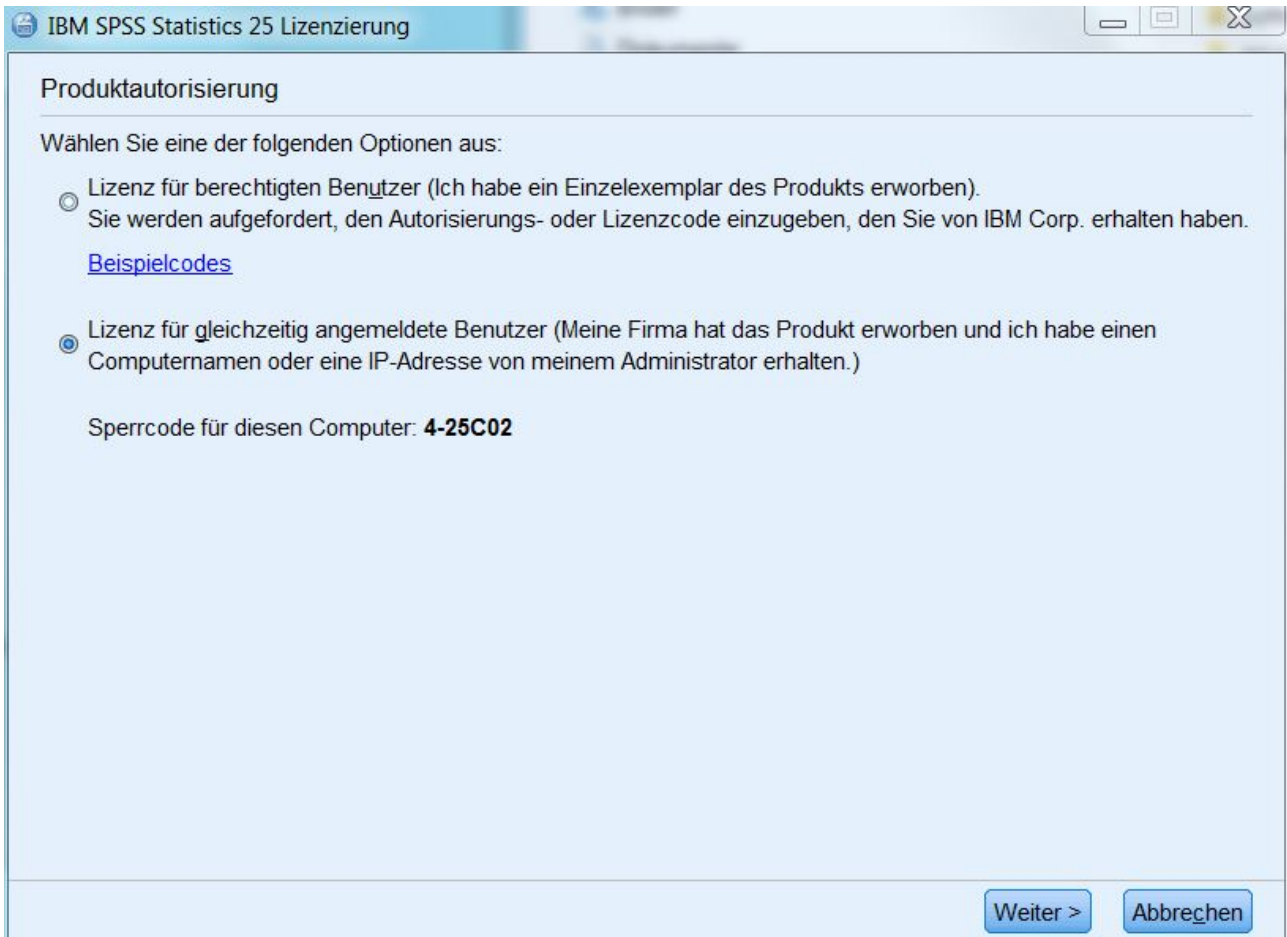 IBM SPSS Statistics 25 Lizenzierung
Produktautorisierung
Wählen Sie eine der folgenden Optionen aus:
Lizenz für berechtigten Benutzer (Ich habe ein Einzelexemplar des Produkts erworben).
Sie werden aufgefordert, den Autorisierungs- oder Lizenzcode einzugeben, den Sie von IBM Corp. erhalten haben.
Beispielcodes
Lizenz für gleichzeitig angemeldete Benutzer (Meine Firma hat das Produkt erworben und ich habe einen
Computernamen oder eine IP-Adresse von meinem Administrator erhalten.)
Sperrcode für diesen Computer: 4-25C02
Weiter >
Abbrechen